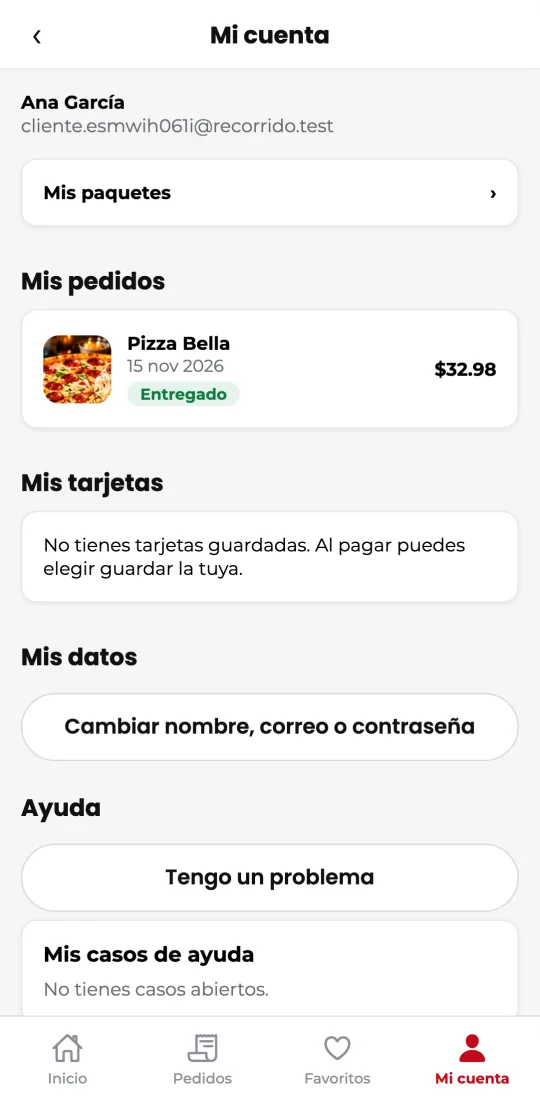 Mi cuenta
Ana García
cliente.esmwih061i@recorrido.test
Mis paquetes
Mis pedidos
Pizza Bella
15 nov 2026
$32.98
Entregado
Mis tarjetas
No tienes tarjetas guardadas. Al pagar puedes
elegir guardar la tuya.
Mis datos
Cambiar nombre, correo o contraseña
Ayuda
Tengo un problema
Mis casos de ayuda
No tienes casos abiertos.
Inicio
Pedidos
Favoritos
Mi cuenta